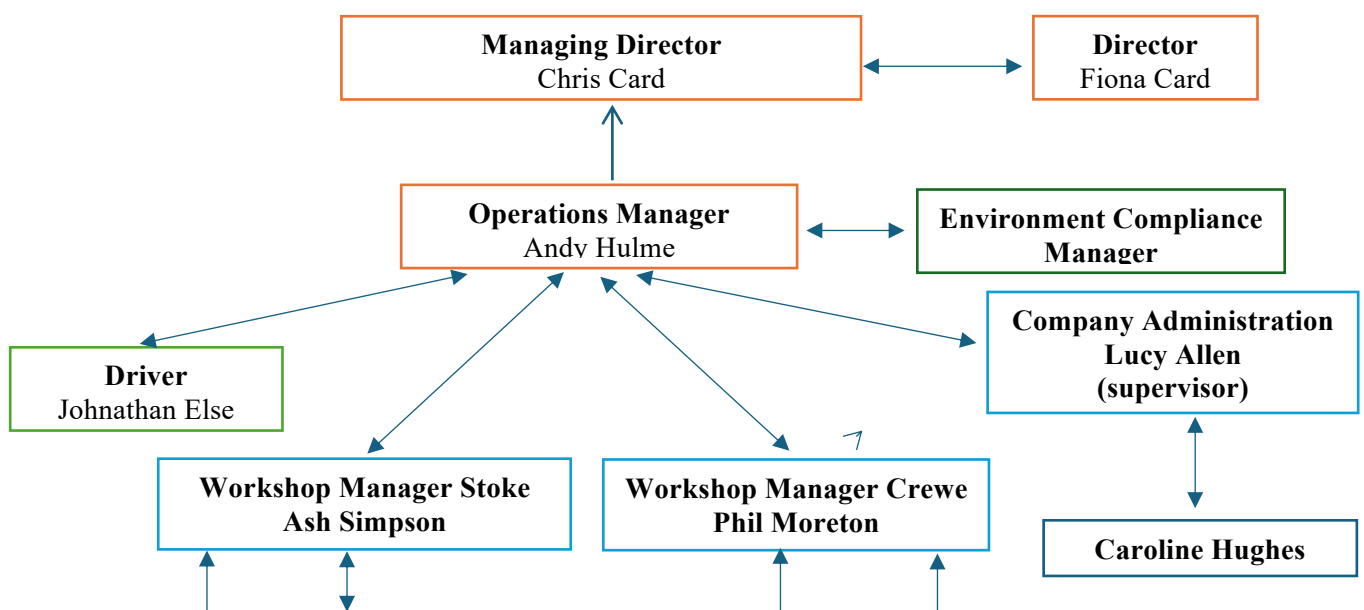 Managing Director
Chris Card
Director
Fiona Card
Operations Manager
Andy Hulme
Environment Compliance
Manager
Company Administration
Lucy Allen
(supervisor)
Driver
Johnathan Else
Workshop Manager Stoke
Ash Simpson
Workshop Manager Crewe
Phil Moreton
Caroline Hughes